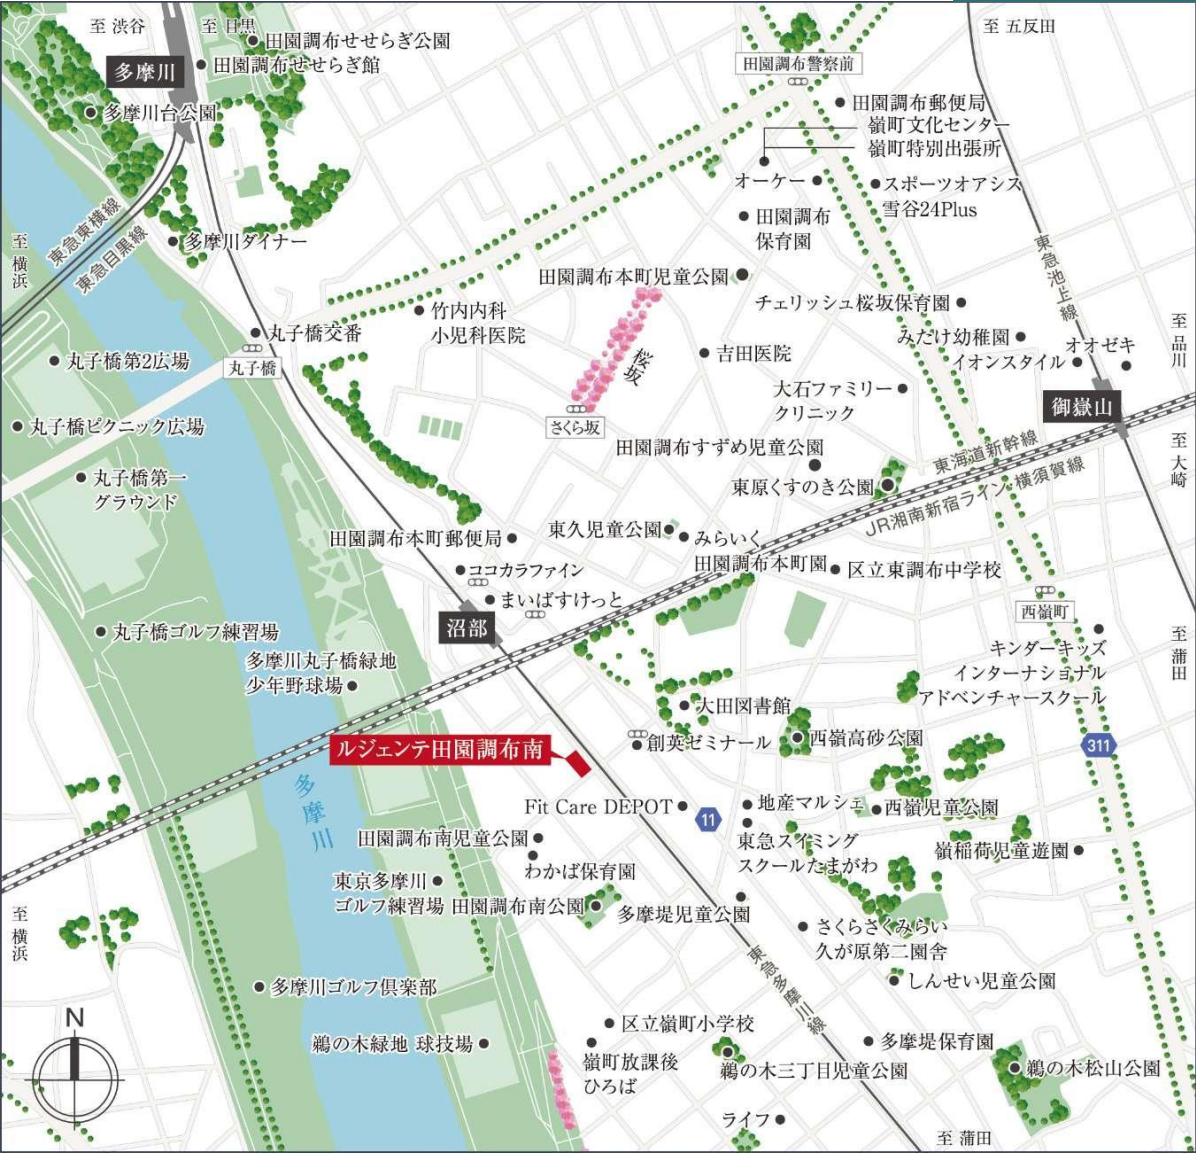 至 渋谷
至 目黒
至 五反田
田園調布せせらぎ公園
田園調布せせらぎ館
多摩川
田園調布警察前
多摩川台公園
田園調布郵便局
嶺町文化センター
嶺町特別出張所
オーケー
スポーツオアシス
雪谷24Plus
田園調布
保育園
東急東横線
東急目黒線
至 横浜
多摩川ダイナー
東急池上線
田園調布本町児童公園
チェリッシュ桜坂保育園
竹内内科
小児科医院
丸子橋交番
丸子橋
みたけ幼稚園
オオゼキ
イオンスタイル
至 品川
丸子橋第2広場
桜坂
吉田医院
大石ファミリー
クリニック
御嶽山
さくら坂
丸子橋ピクニック広場
田園調布すずめ児童公園
東海道新幹線
至 大崎
丸子橋第一
グラウンド
東原くすのき公園
JR湘南新宿ライン・横須賀線
田園調布本町郵便局
東久児童公園
みらいく
田園調布本町園
ココカラファイン
区立東調布中学校
まいばすけっと
西嶺町
沼部
丸子橋ゴルフ練習場
キンダーキッズ
インターナショナル
アドベンチャースクール
至 蒲田
多摩川丸子橋緑地
少年野球場
大田図書館
創英ゼミナール
西嶺高砂公園
311
ルジェンテ田園調布南
多摩川
Fit Care DEPOT
11
地産マルシェ
西嶺児童公園
田園調布南児童公園
東急スイミング
スクールたまがわ
嶺稲荷児童遊園
わかば保育園
東京多摩川
ゴルフ練習場
田園調布南公園
多摩堤児童公園
至 横浜
さくらさくみらい
久が原第二園舎
東急多摩川線
しんせい児童公園
多摩川ゴルフ倶楽部
N
区立嶺町小学校
鵜の木緑地 球技場
嶺町放課後
ひろば
多摩堤保育園
鵜の木三丁目児童公園
鵜の木松山公園
ライフ
至 蒲田